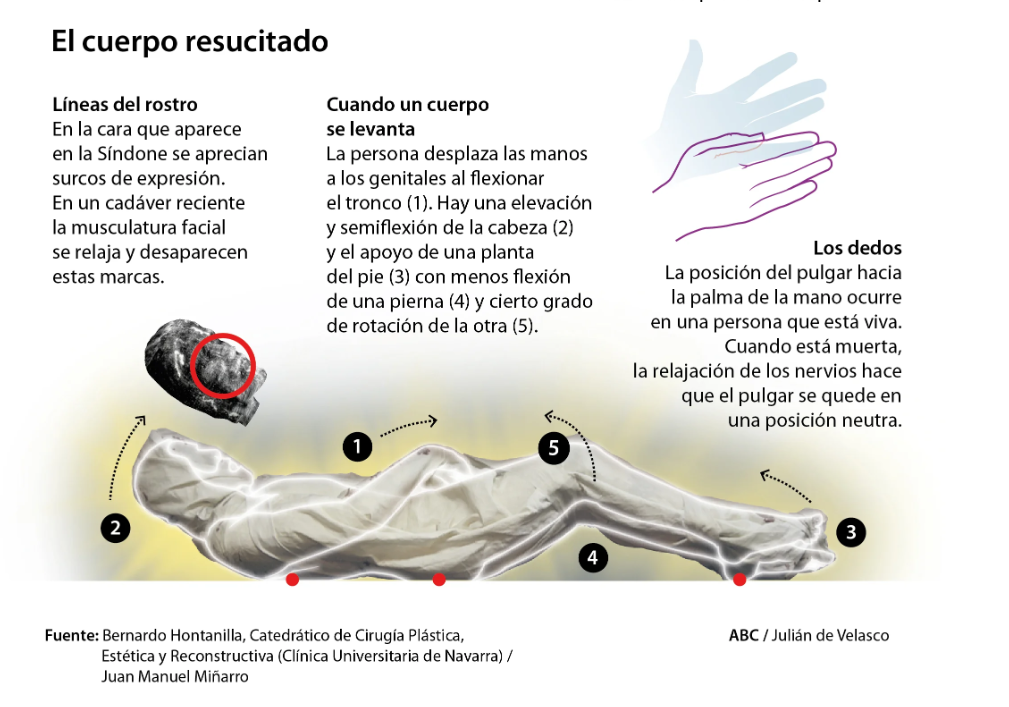 El cuerpo resucitado
Líneas del rostro
En la cara que aparece
en la Síndone se aprecian
surcos de expresión.
En un cadáver reciente
la musculatura facial
se relaja y desaparecen
estas marcas.
Cuando un cuerpo
se levanta
La persona desplaza las manos
a los genitales al flexionar
el tronco (1). Hay una elevación
y semiflexión de la cabeza (2)
y el apoyo de una planta
del pie (3) con menos flexión
de una pierna (4) y cierto grado
de rotación de la otra (5).
Los dedos
La posición del pulgar hacia
la palma de la mano ocurre
en una persona que está viva.
Cuando está muerta,
la relajación de los nervios hace
que el pulgar se quede en
una posición neutra.
1
5
2
4
3
Fuente: Bernardo Hontanilla, Catedrático de Cirugía Plástica,
Estética y Reconstructiva (Clínica Universitaria de Navarra) /
Juan Manuel Miñarro
ABC / Julián de Velasco